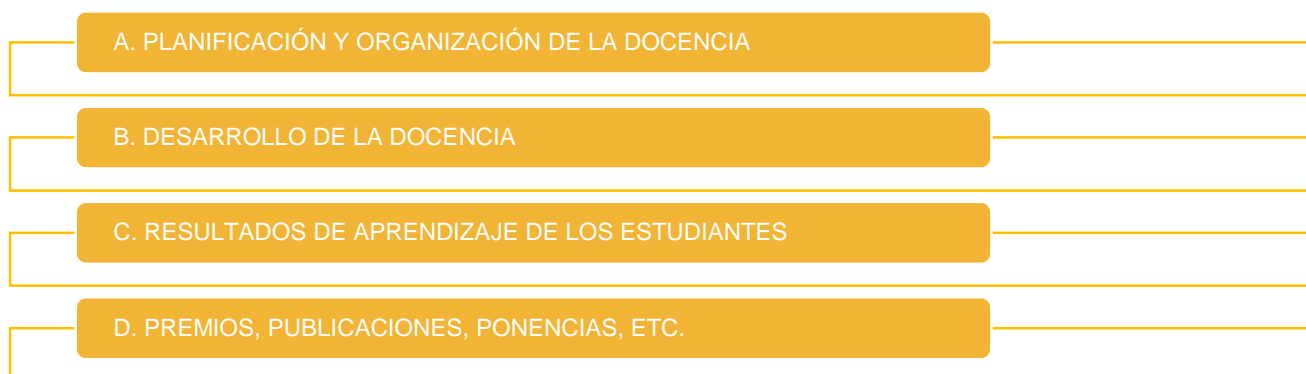 A. PLANIFICACIÓN Y ORGANIZACIÓN DE LA DOCENCIA
B. DESARROLLO DE LA DOCENCIA
C. RESULTADOS DE APRENDIZAJE DE LOS ESTUDIANTES
D. PREMIOS, PUBLICACIONES, PONENCIAS, ETC.